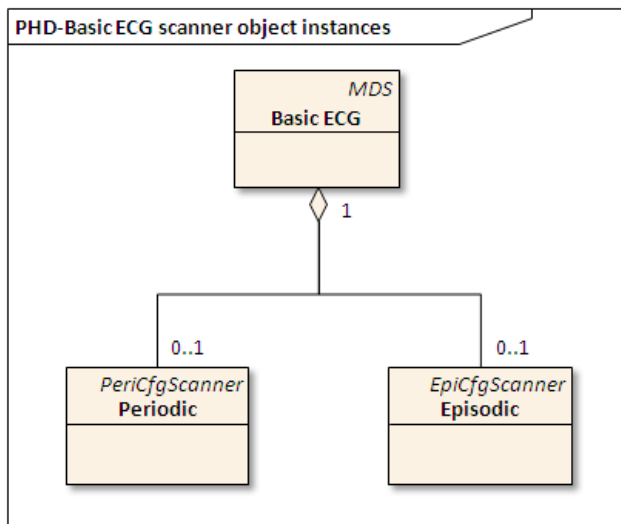 PHD-Basic ECG scanner object instances
MDS
Basic ECG
1
0..1
0..1
PeriCfgScanner
EpiCfgScanner
Periodic
Episodic